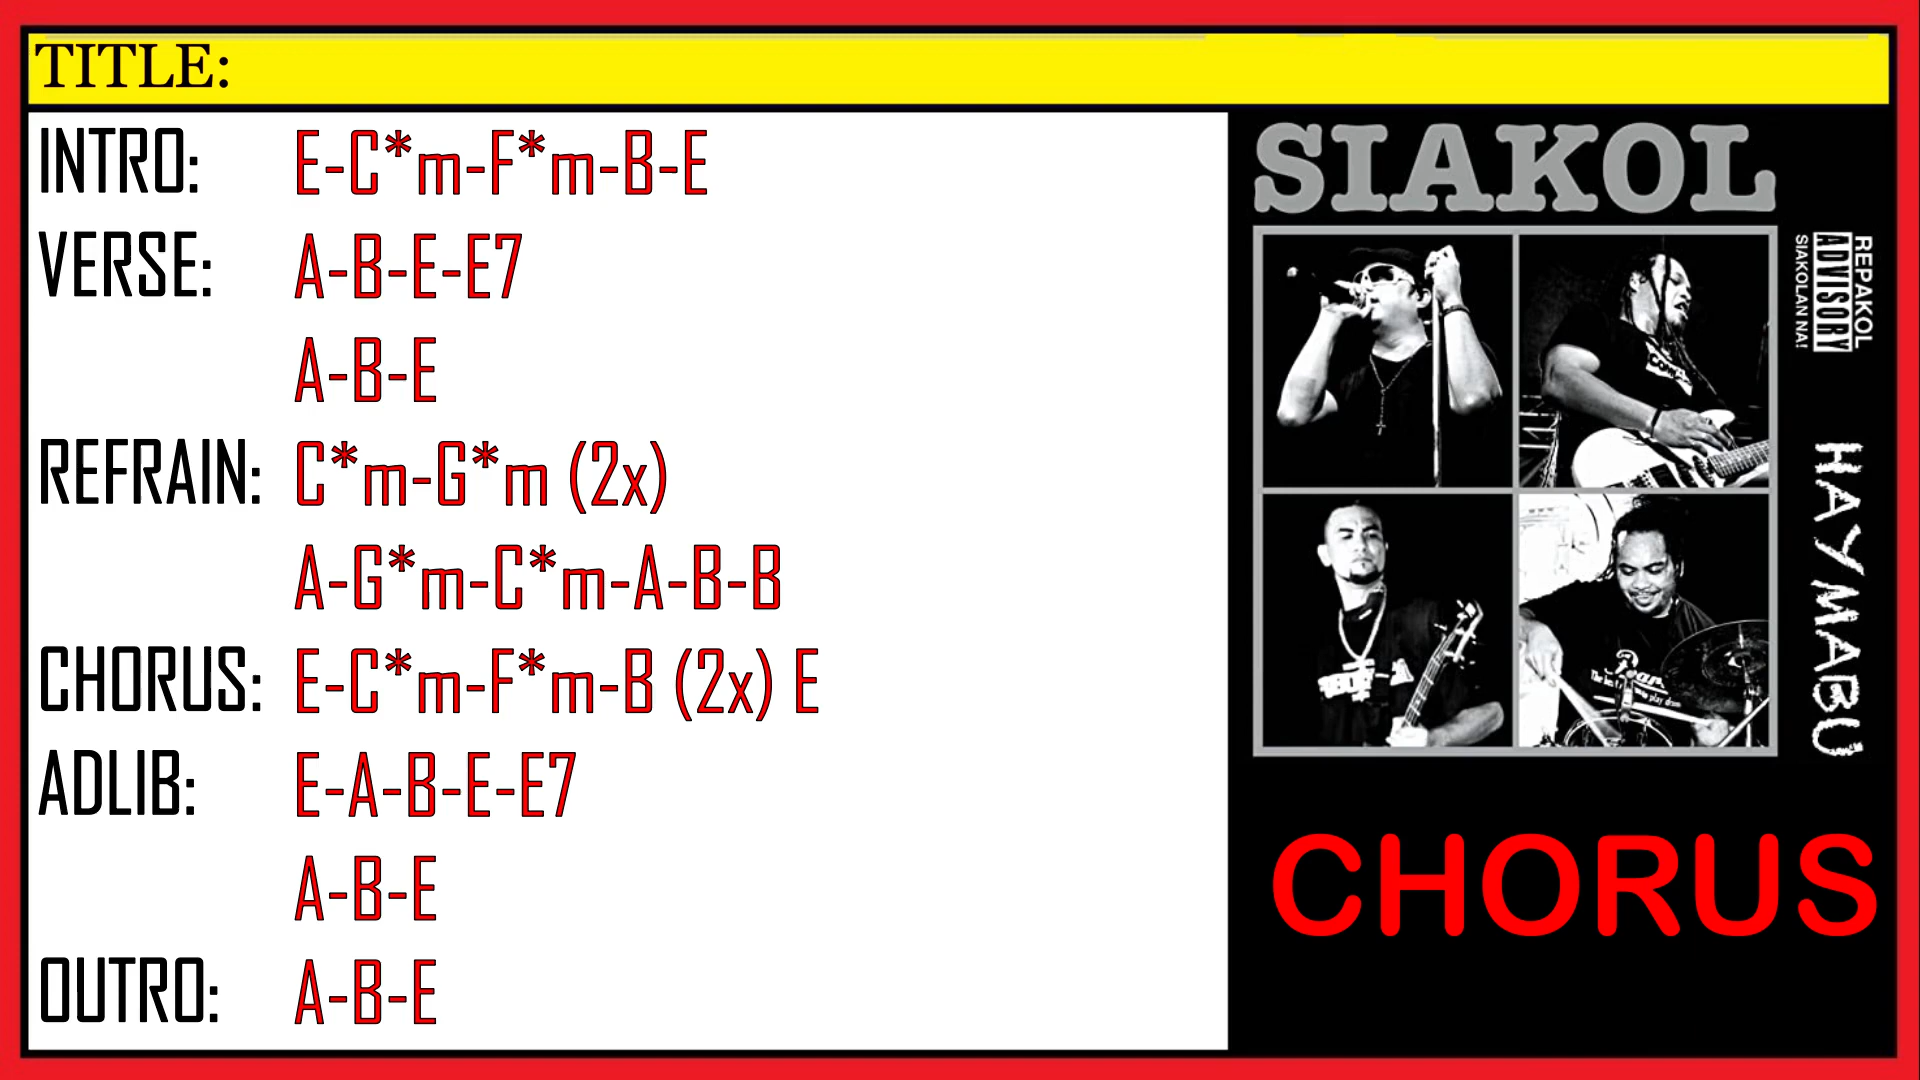 TITLE:
INTRO: E-C*m-F*m-B-E
VERSE: A-B-E-E7
A-B-E
REFRAIN: C*m-G*m (2x)
A-G*m-C*m-A-B-B
CHORUS: E-C*m-F*m-B (2x) E
ADLIB: E-A-B-E-E7
A-B-E
OUTRO: A-B-E
SIAKOL
REPAKOL
ADVISORY
SIAKOLAN NA!
HAYMABU
CHORUS